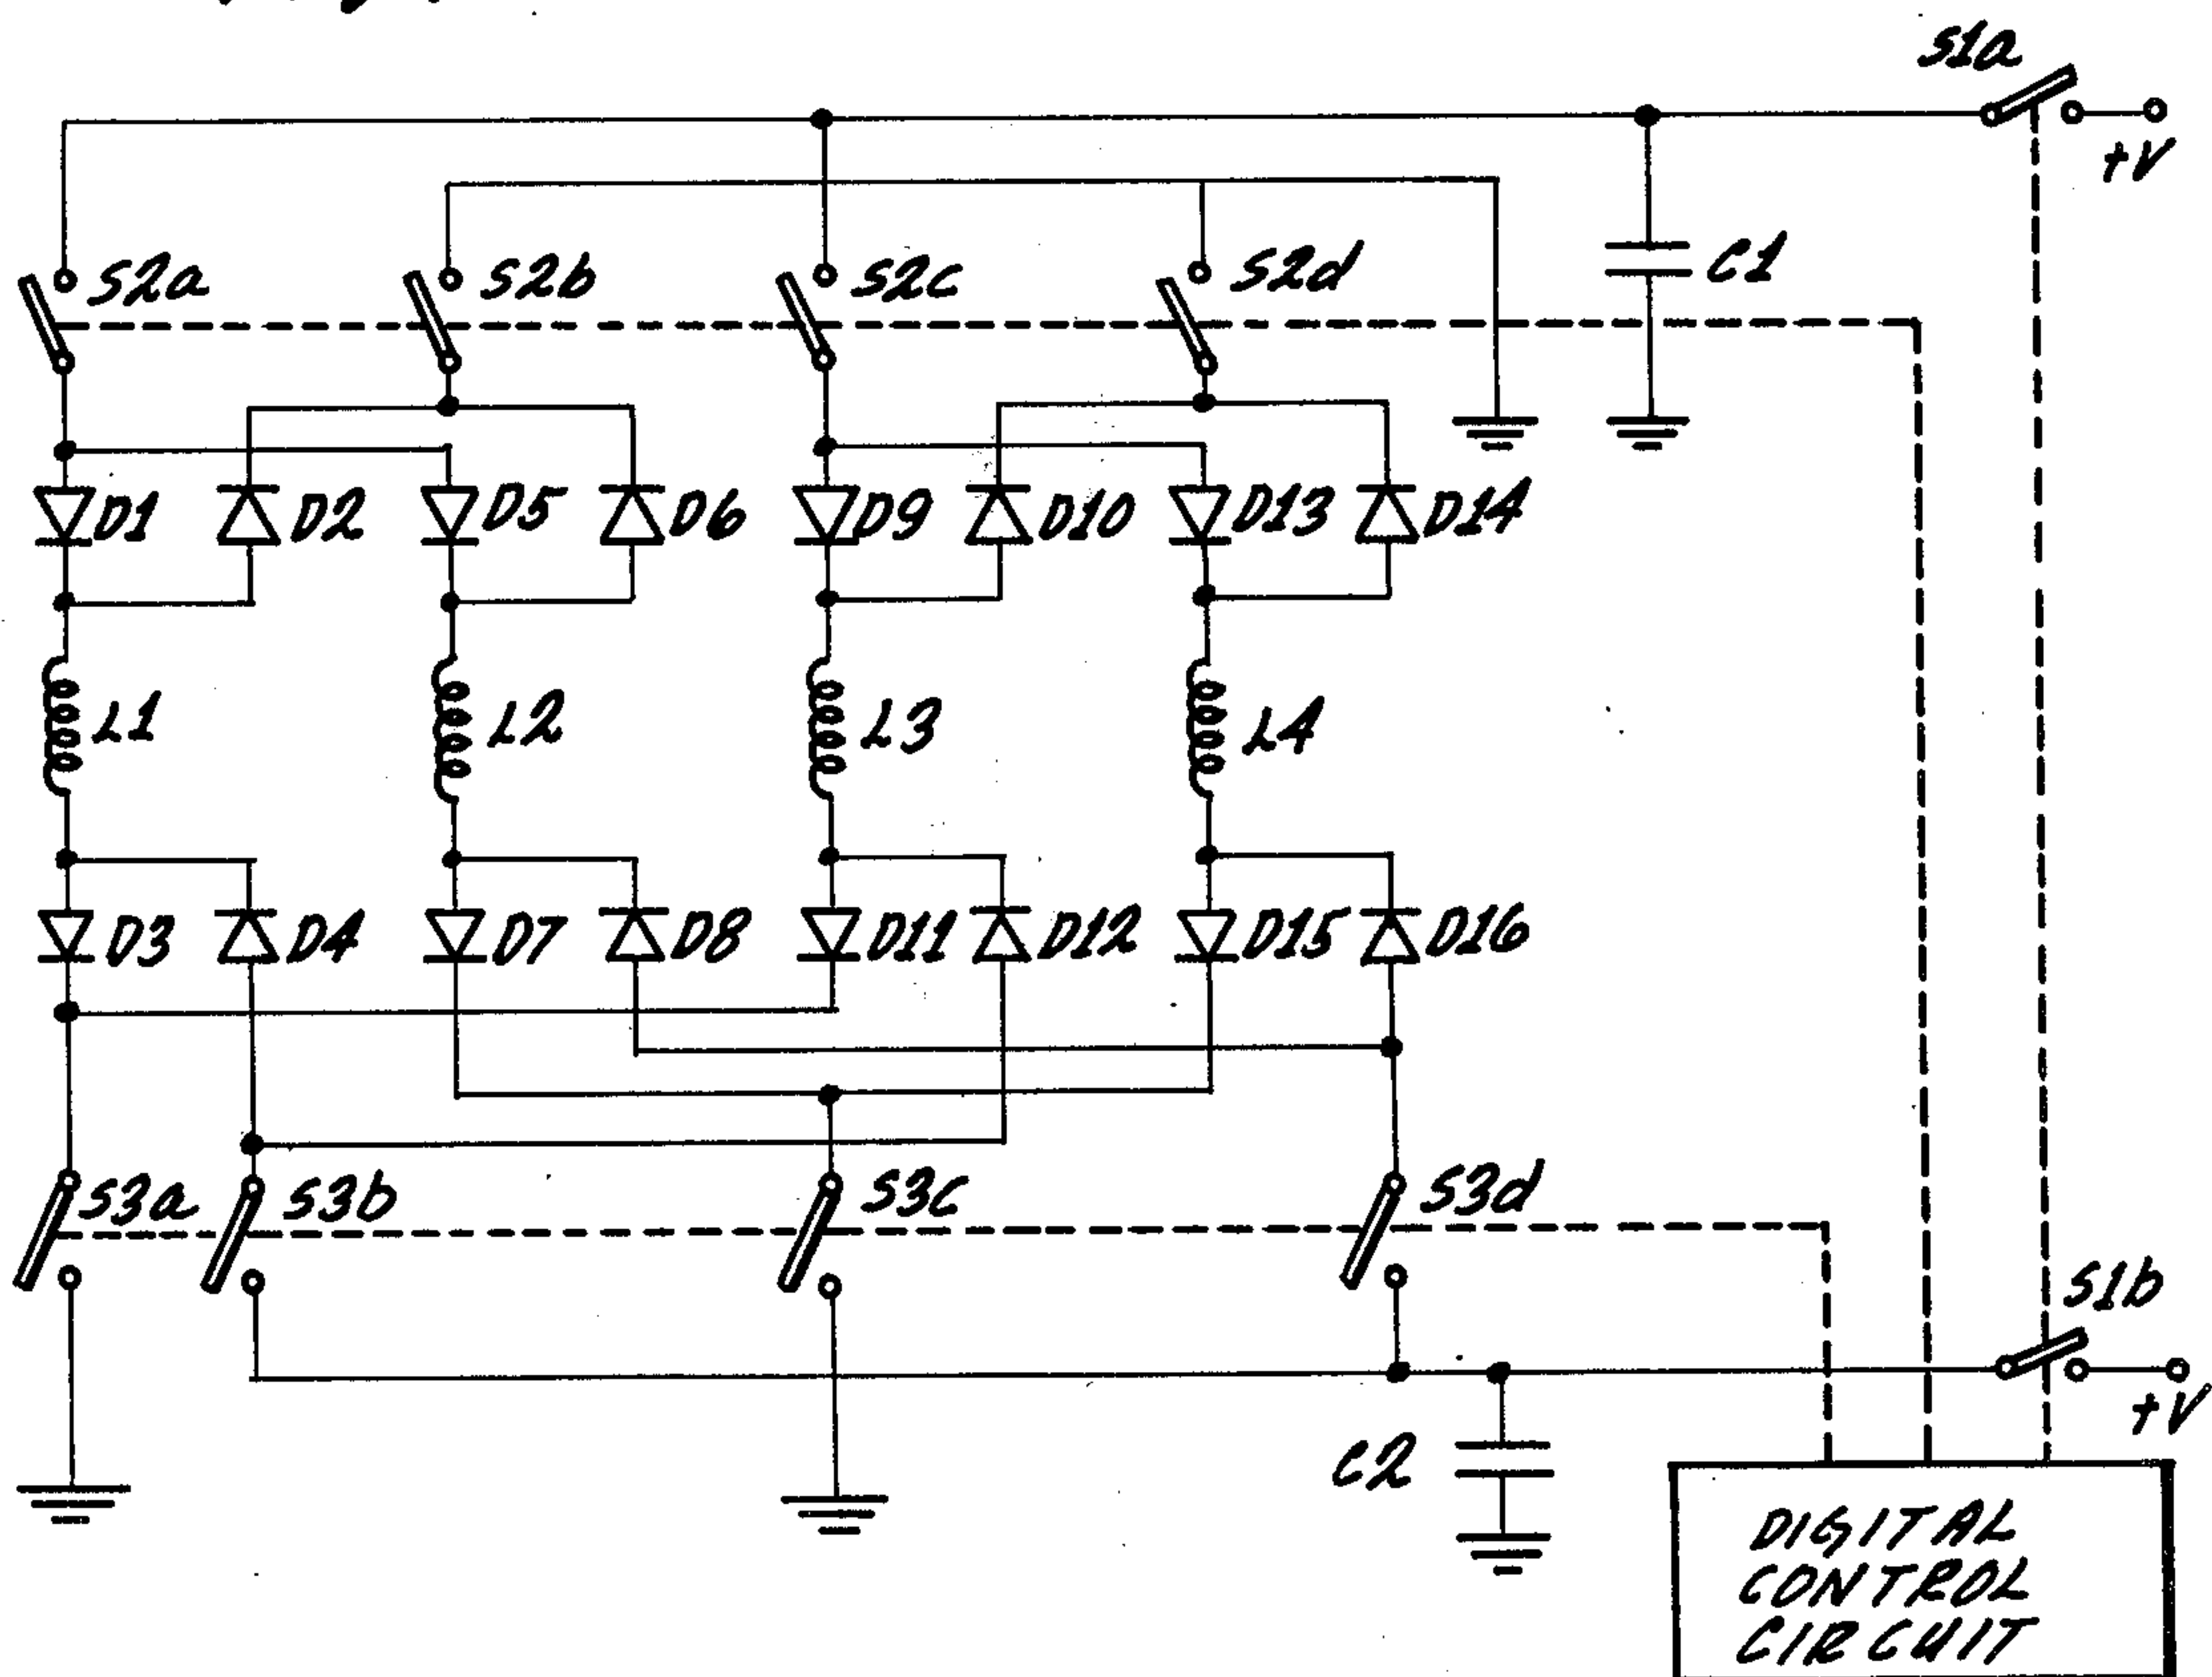 S1a
+V
S2a
S2b
S2c
S2d
C1
D1
D2
D5
D6
D9
D10
D13
D14
L1
L2
L3
L4
D3
D4
D7
D8
D11
D12
D15
D16
S3a
S3b
S3c
S3d
S1b
+V
C2
DIGITAL
CONTROL
CIRCUIT